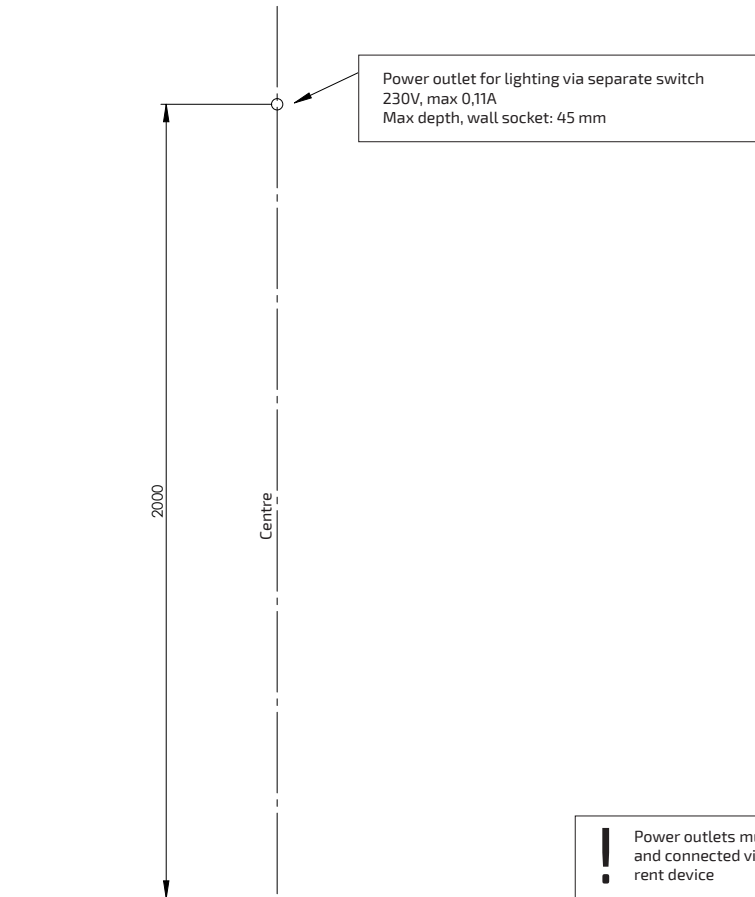 Power outlet for lighting via separate switch
230V, max 0,11A
Max depth, wall socket: 45 mm
2000
Centre
Power outlets
and connected
rent device
!